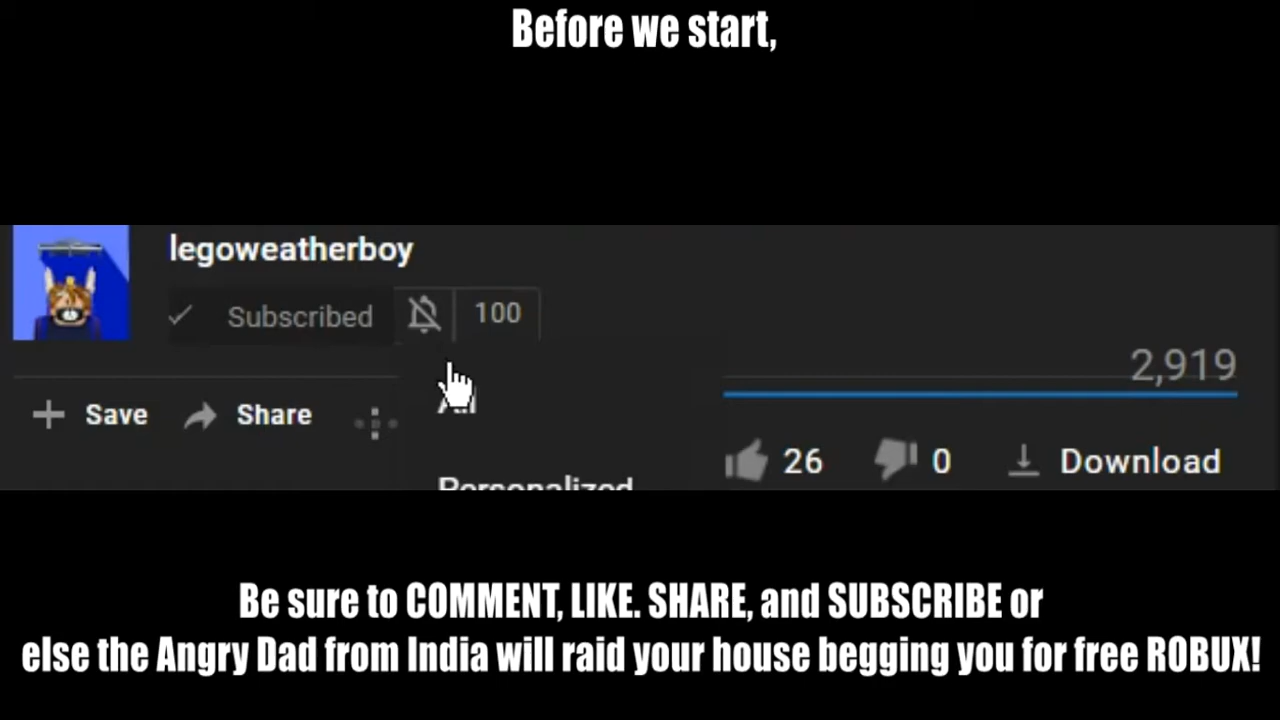 Before we start,
legoweatherboy
Subscribed 100
2,919
Save Share
26 0 Download
Personalized
Be sure to COMMENT, LIKE. SHARE, and SUBSCRIBE or
else the Angry Dad from India will raid your house begging you for free ROBUX!